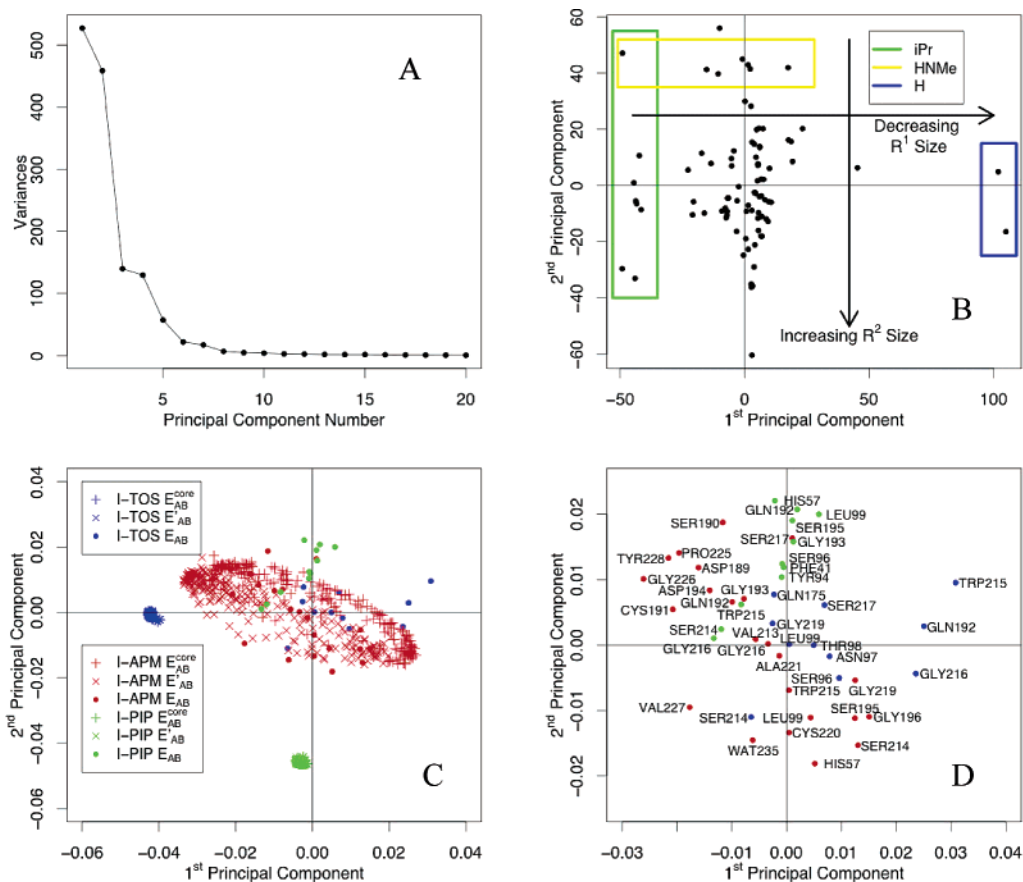 A
Variances
0
100
200
300
400
500
5
10
15
20
Principal Component Number
B
2nd Principal Component
−60
−40
−20
0
20
40
60
iPr
HNMe
H
Decreasing
R1 Size
Increasing R2 Size
−50
0
50
100
1st Principal Component
C
2nd Principal Component
−0.06
−0.04
−0.02
0.00
0.02
0.04
I−TOS EABcore
I−TOS E'AB
I−TOS EAB
I−APM EABcore
I−APM E'AB
I−APM EAB
I−PIP EABcore
I−PIP E'AB
I−PIP EAB
−0.06
−0.04
−0.02
0.00
0.02
0.04
1st Principal Component
D
2nd Principal Component
−0.02
−0.01
0.00
0.01
0.02
HIS57
GLN192
LEU99
SER190
SER195
SER217
GLY193
TYR228
PRO225
SER96
ASP189
PHE41
GLY226
TYR94
TRP215
ASP194
GLY193
GLN175
CYS191
GLN192
SER217
TRP215
SER214
GLY219
GLN192
GLY216
VAL213
LEU99
THR98
GLY216
ASN97
ALA221
SER96
GLY216
TRP215
GLY219
VAL227
SER195
SER214
LEU99
GLY196
CYS220
WAT235
SER214
HIS57
−0.03
−0.01
0.00
0.01
0.02
0.03
0.04
1st Principal Component